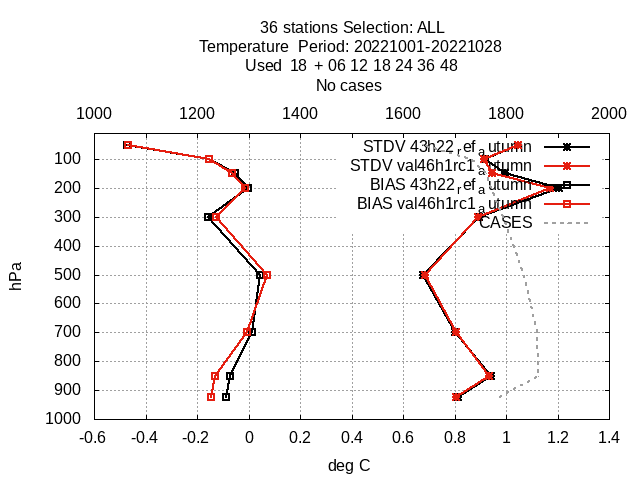 36 stations Selection: ALL
Temperature Period: 20221001-20221028
Used 18 + 06 12 18 24 36 48
No cases
1000 1200 1400 1600 1800 2000
STDV 43h22_ref_autumn
STDV val46h1rc1_autumn
BIAS 43h22_ref_autumn
BIAS val46h1rc1_autumn
CASES
hPa
100
200
300
400
500
600
700
800
900
1000
-0.6 -0.4 -0.2 0 0.2 0.4 0.6 0.8 1 1.2 1.4
deg C